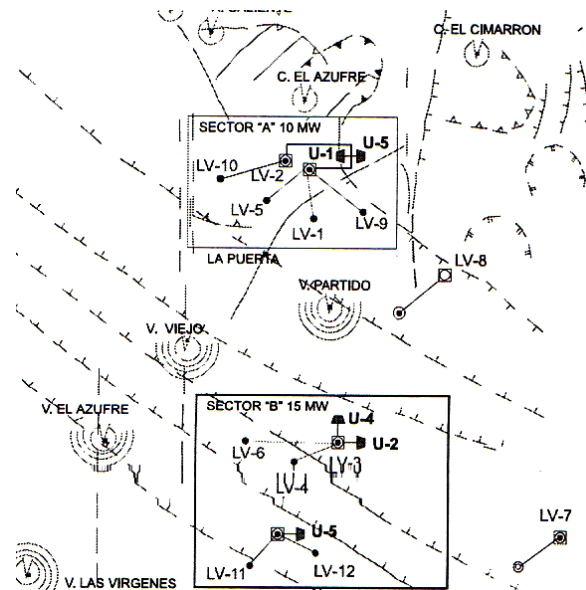 C. EL CIMARRON
C. EL AZUFRE
SECTOR "A" 10 MW
U-1
U-5
LV-10
LV-2
LV-5
LV-1
LV-9
LA PUERTA
LV-8
V. PARTIDO
V. VIEJO
V. EL AZUFRE
SECTOR "B" 15 MW
U-4
U-2
LV-6
LV-3
LV-4
U-5
LV-7
LV-11
LV-12
V. LAS VIRGENES